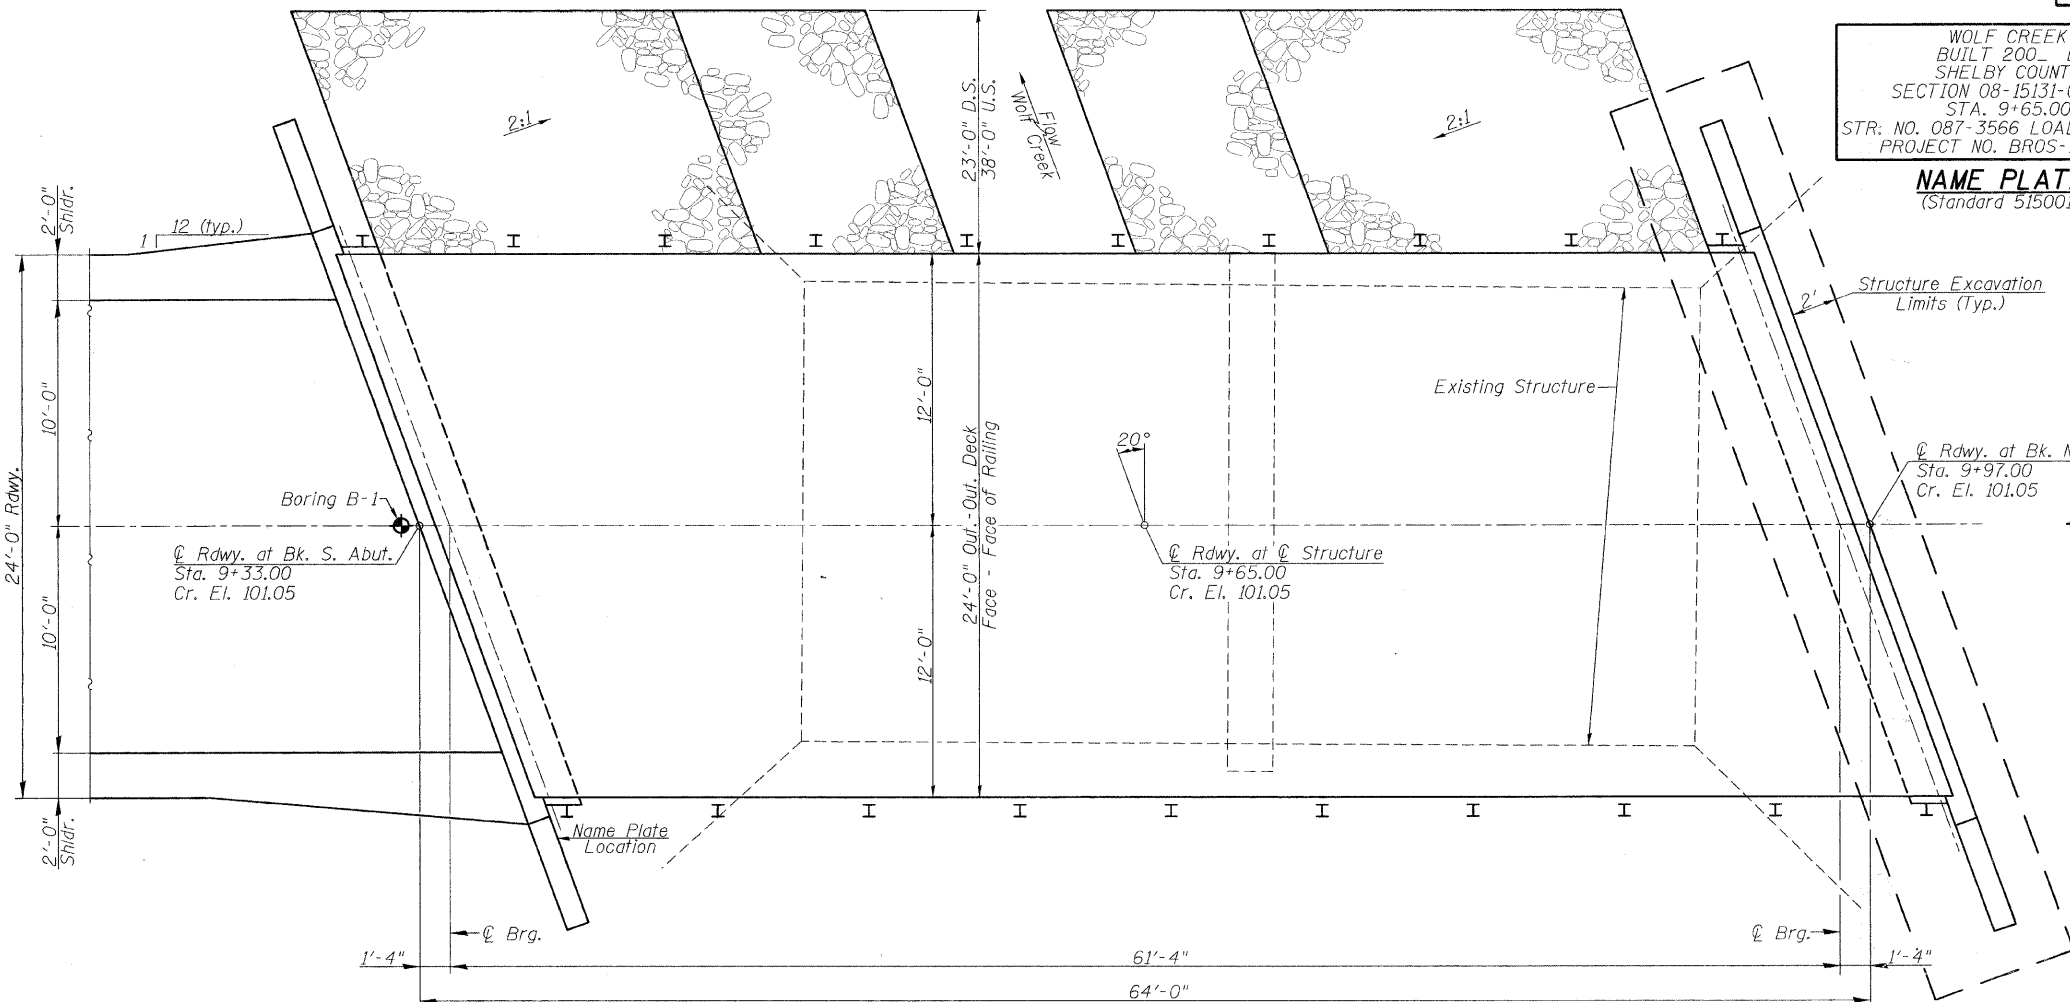 WOLF CREEK
BUILT 200_
SHELBY COUNT
SECTION 08-15131-
STA. 9+65.00
STR. NO. 087-3566 LOA
PROJECT NO. BROS-
NAME PLAT
(Standard 515001
2:1
23'-0" D.S.
38'-0" U.S.
Flow
Wolf Creek
2:1
2'-0"
Shldr.
1
12 (typ.)
Structure Excavation
Limits (Typ.)
2'
24'-0" Rdwy.
10'-0"
12'-0"
24'-0" Out.-Out. Deck
Face - Face of Railing
Existing Structure
20°
Boring B-1
℄ Rdwy. at Bk. S. Abut.
Sta. 9+33.00
Cr. El. 101.05
℄ Rdwy. at ℄ Structure
Sta. 9+65.00
Cr. El. 101.05
℄ Rdwy. at Bk. N
Sta. 9+97.00
Cr. El. 101.05
10'-0"
12'-0"
2'-0"
Shldr.
Name Plate
Location
℄ Brg.
℄ Brg.
1'-4"
61'-4"
1'-4"
64'-0"